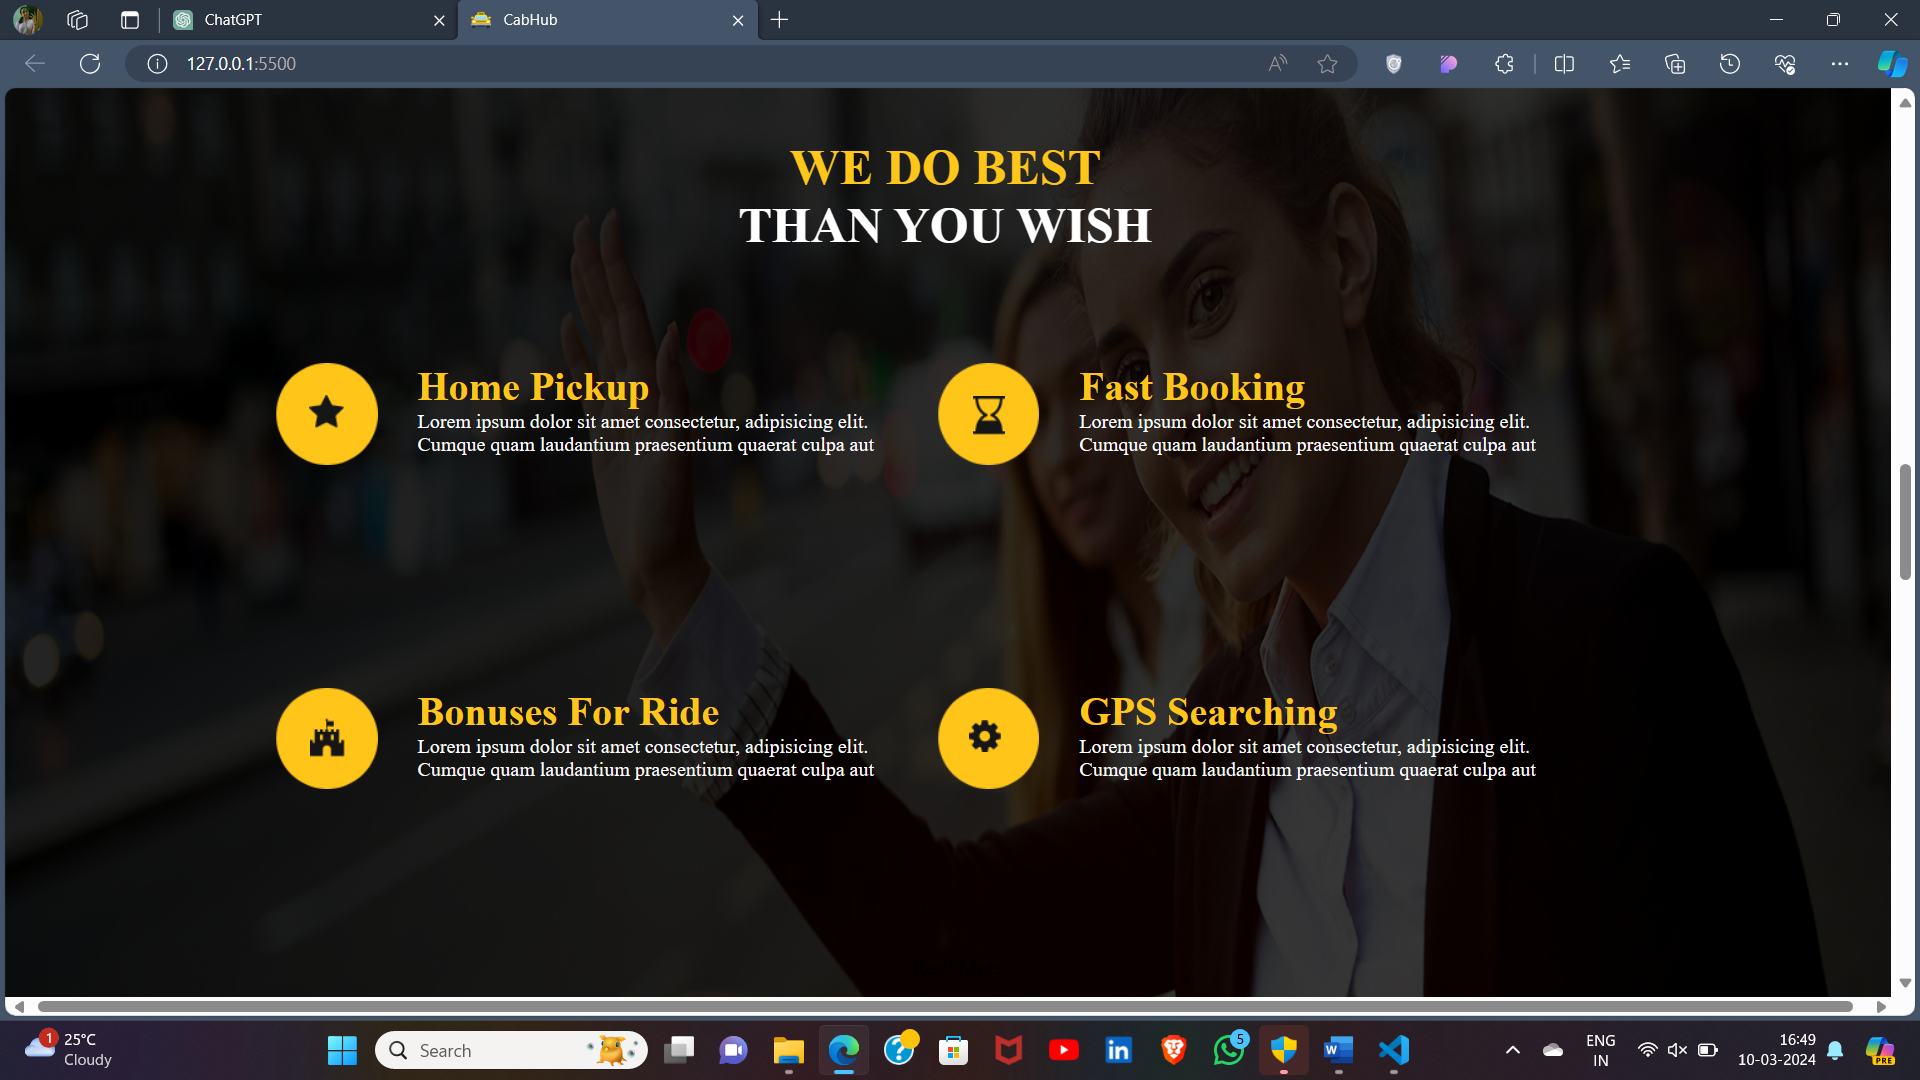 ChatGPT
CabHub
127.0.0.1:5500
WE DO BEST
THAN YOU WISH
Home Pickup
Lorem ipsum dolor sit amet consectetur, adipisicing elit.
Cumque quam laudantium praesentium quaerat culpa aut
Fast Booking
Lorem ipsum dolor sit amet consectetur, adipisicing elit.
Cumque quam laudantium praesentium quaerat culpa aut
Bonuses For Ride
Lorem ipsum dolor sit amet consectetur, adipisicing elit.
Cumque quam laudantium praesentium quaerat culpa aut
GPS Searching
Lorem ipsum dolor sit amet consectetur, adipisicing elit.
Cumque quam laudantium praesentium quaerat culpa aut
1
25°C
Cloudy
Search
5
ENG
IN
16:49
10-03-2024
PRE